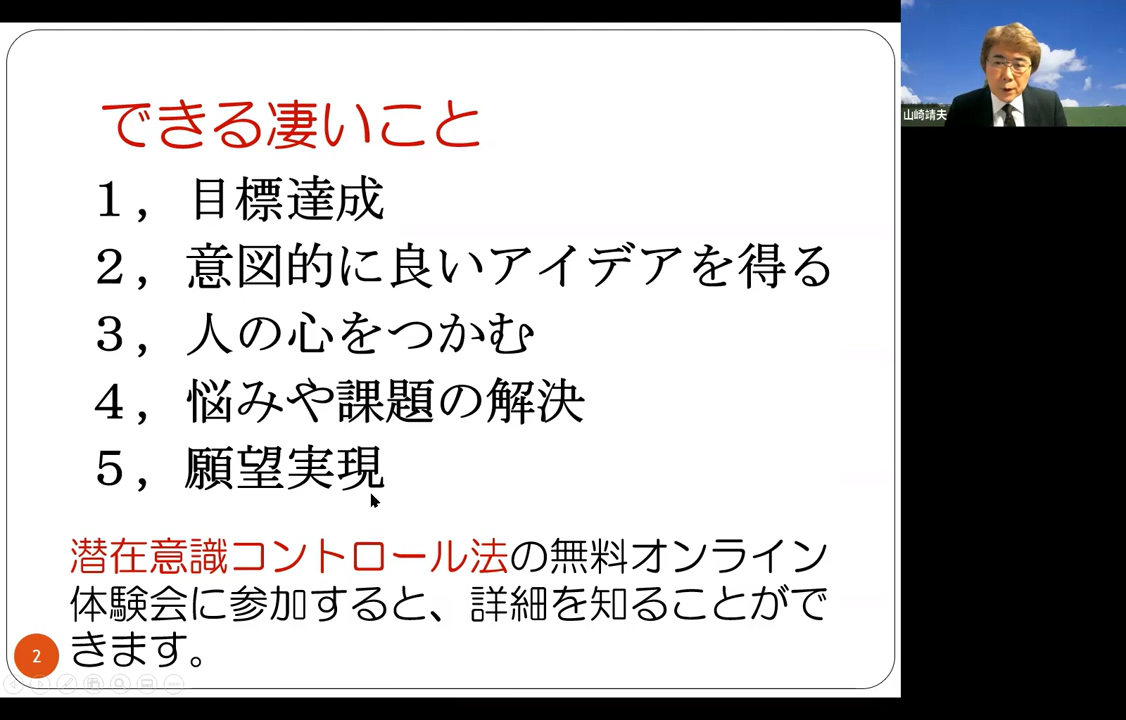 できる凄いこと
１，目標達成
２，意図的に良いアイデアを得る
３，人の心をつかむ
４，悩みや課題の解決
５，願望実現
潜在意識コントロール法の無料オンライン
体験会に参加すると、詳細を知ることがで
きます。
2
山崎靖夫